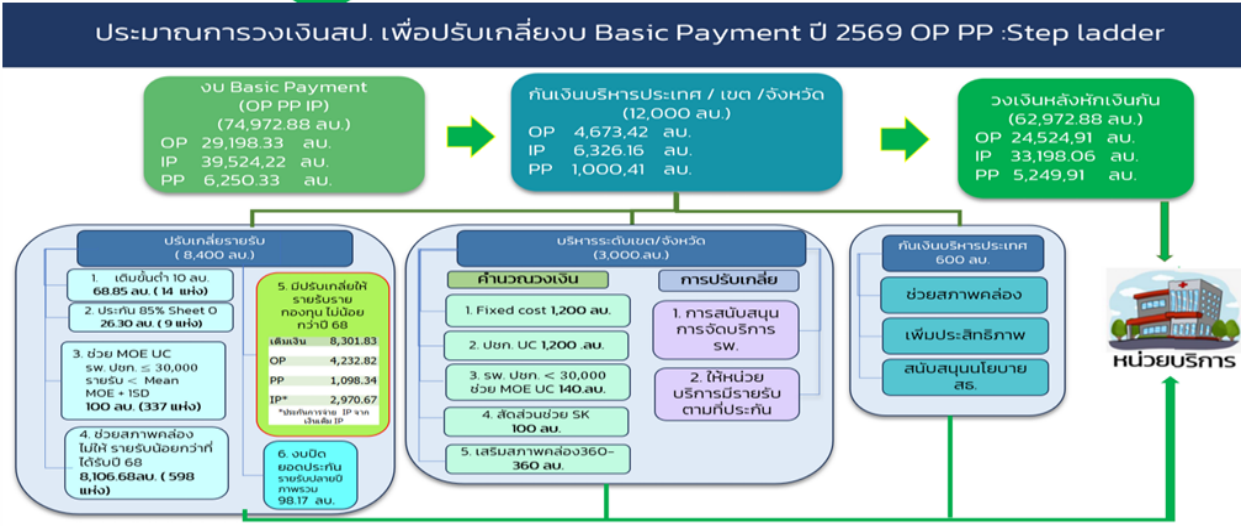 ประมาณการวงเงินสป. เพื่อปรับเกลี่ยงบ Basic Payment ปี 2569 OP PP :Step ladder
งบ Basic Payment
(OP PP IP)
(74,972.88 ลบ.)
OP 29,198.33 ลบ.
IP 39,524,22 ลบ.
PP 6,250.33 ลบ.
กันเงินบริหารประเทศ / เขต /จังหวัด
(12,000 ลบ.)
OP 4,673,42 ลบ.
IP 6,326.16 ลบ.
PP 1,000,41 ลบ.
วงเงินหลังหักเงินกัน
(62,972.88 ลบ.)
OP 24,524,91 ลบ.
IP 33,198.06 ลบ.
PP 5,249,91 ลบ.
ปรับเกลี่ยรายรับ
( 8,400 ลบ.)
1. เติมขั้นต่ำ 10 ลบ.
68.85 ลบ. ( 14 แห่ง)
2. ประกัน 85% Sheet 0
26.30 ลบ. ( 9 แห่ง)
3. ช่วย MOE UC
รพ. ปชก. ≤ 30,000
รายรับ < Mean
MOE + 1SD
100 ลบ. (337 แห่ง)
4. ช่วยสภาพคล่อง
ไม่ให้ รายรับน้อยกว่าที่
ได้รับปี 68
8,106.68ลบ. ( 598
แห่ง)
5. มีปรับเกลี่ยให้
รายรับราย
กองทุน ไม่น้อย
กว่าปี 68
เติมเงิน 8,301.83
OP 4,232.82
PP 1,098.34
IP* 2,970.67
*ประกันการจ่าย IP จาก
เงินเต้ม IP
6. งบปิด
ยอดประกัน
รายรับปลายปี
ภาพรวม
98.17 ลบ.
บริหารระดับเขต/จังหวัด
(3,000.ลบ.)
คำนวณวงเงิน
1. Fixed cost 1,200 ลบ.
2. ปชก. UC 1,200 .ลบ.
3. รพ. ปชก. < 30,000
ช่วย MOE UC 140.ลบ.
4. สัดส่วนช่วย SK
100 ลบ.
5. เสริมสภาพคล่อง360-
360 ลบ.
การปรับเกลี่ย
1. การสนับสนุน
การจัดบริการ
รพ.
2. ให้หน่วย
บริการมีรายรับ
ตามที่ประกัน
กันเงินบริหารประเทศ
600 ลบ.
ช่วยสภาพคล่อง
เพิ่มประสิทธิภาพ
สนับสนุนนโยบาย
สธ.
หน่วยบริการ